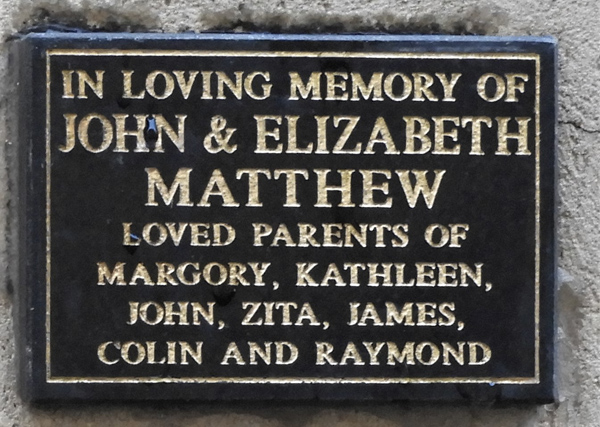 IN LOVING MEMORY OF
JOHN & ELIZABETH
MATTHEW
LOVED PARENTS OF
MARGORY, KATHLEEN,
JOHN, ZITA, JAMES,
COLIN AND RAYMOND